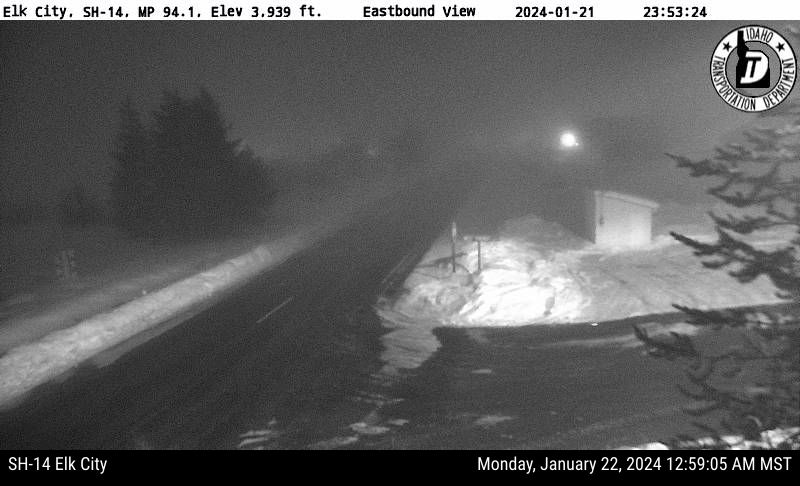 Elk City, SH-14, MP 94.1, Elev 3,939 ft. Eastbound View 2024-01-21 23:53:24
IDAHO
TRANSPORTATION DEPARTMENT
SH-14 Elk City Monday, January 22, 2024 12:59:05 AM MST